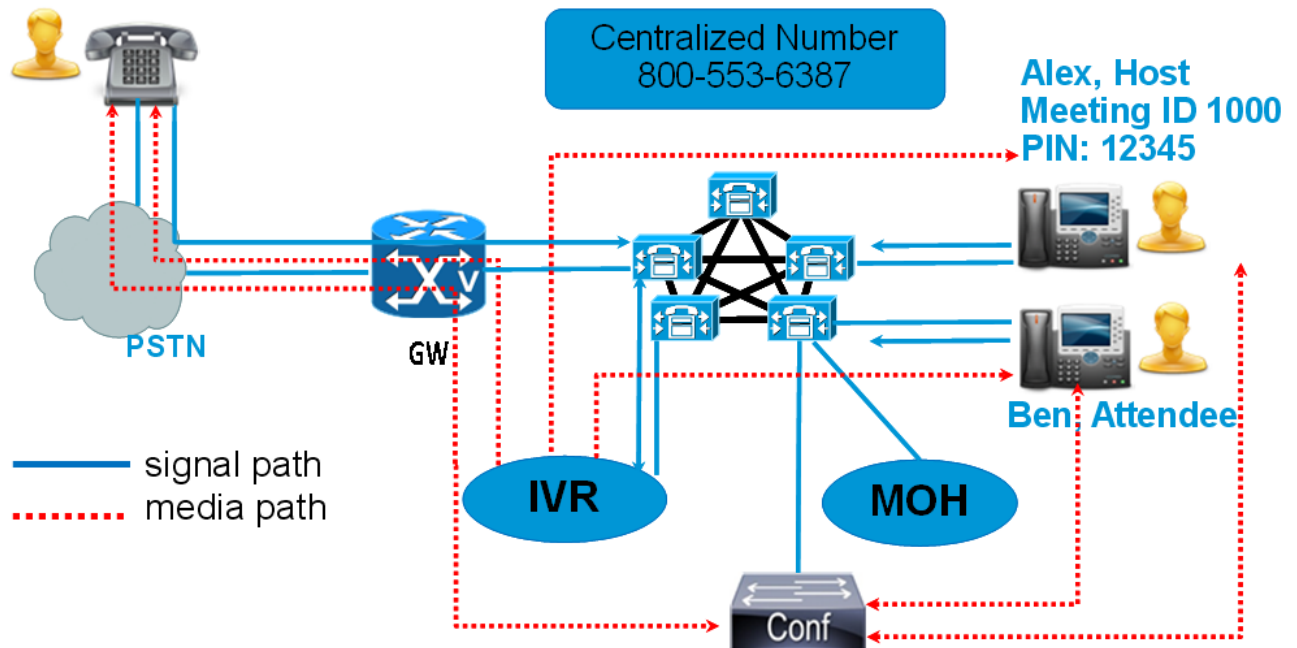 Centralized Number
800-553-6387
Alex, Host
Meeting ID 1000
PIN: 12345
PSTN
V
GW
Ben, Attendee
signal path
media path
IVR
MOH
Conf